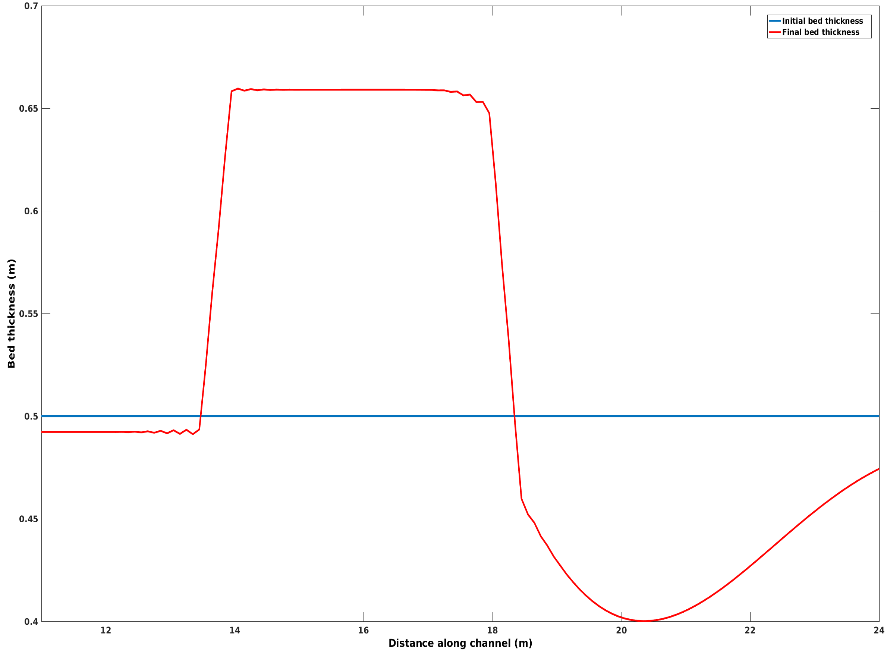 0.7
0.65
0.6
0.55
0.5
0.45
0.4
Bed thickness (m)
Initial bed thickness
Final bed thickness
12 14 16 18 20 22 24
Distance along channel (m)